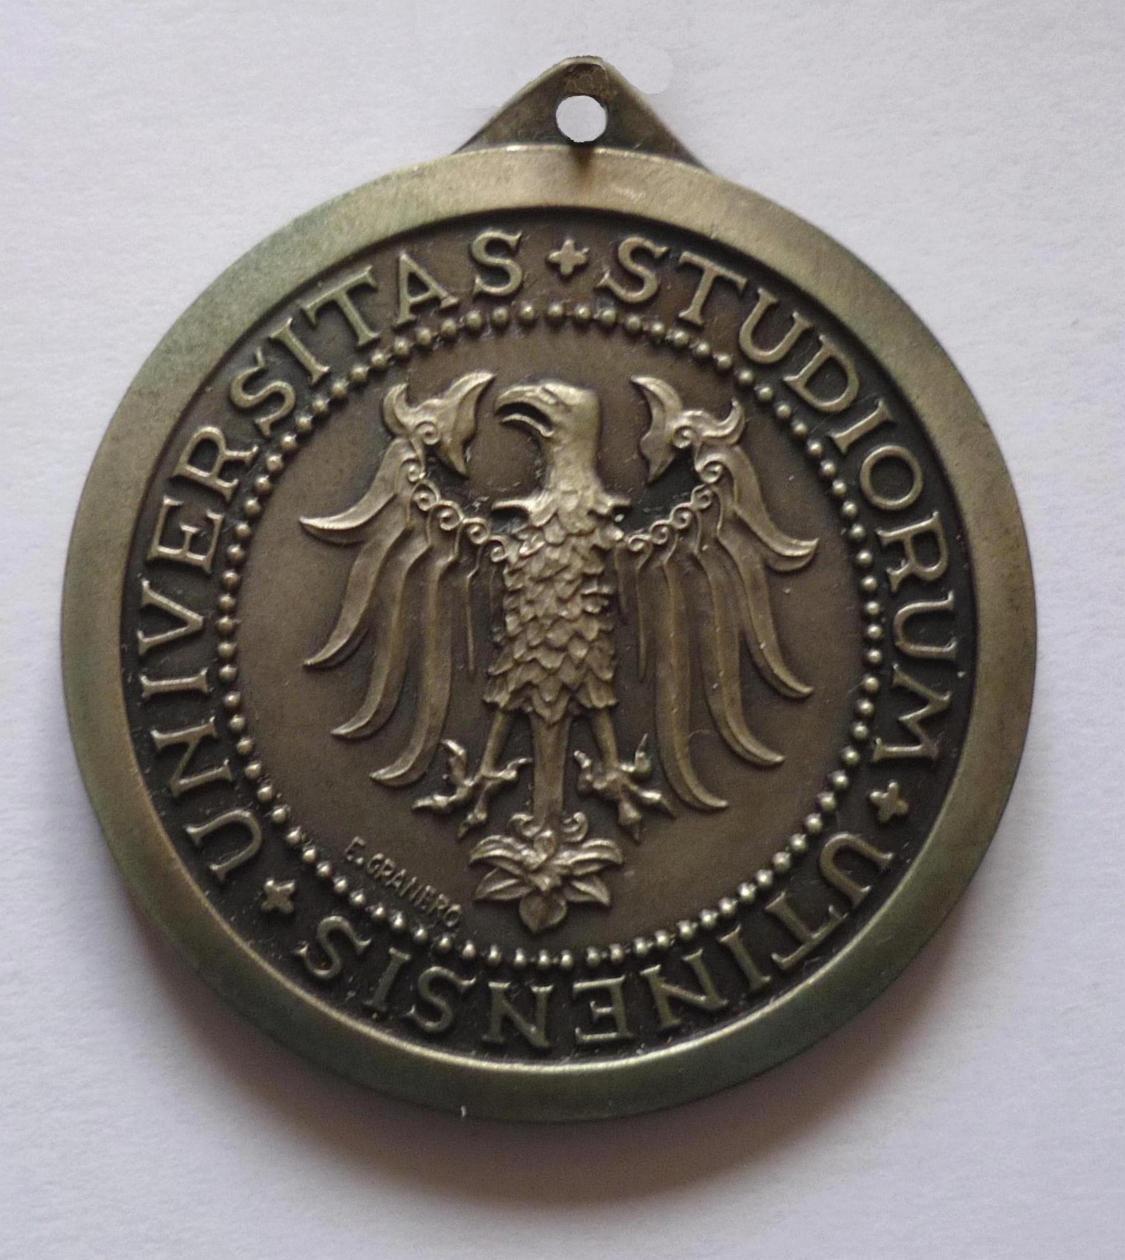 UNIVERSITAS + STUDIORUM + UTINENSIS +
E. GRANERO